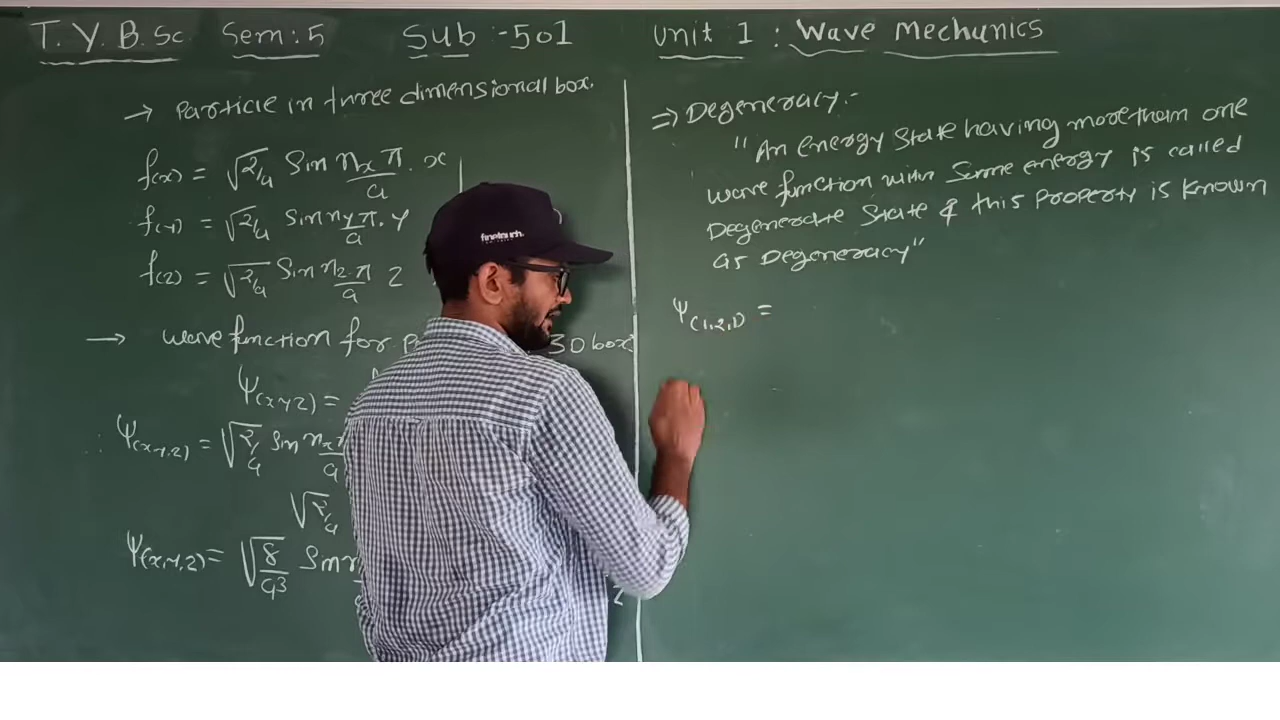 T. Y. B. Sc Sem: 5 Sub :-501 Unit 1 : Wave Mechanics
→ Particle in three dimensional box.
f(x) = √2/a Sin nxπ/a . x
f(y) = √2/a sin nyπ/a . y
f(z) = √2/a Sin nz.π/a z
→ wave function for P 3D box
Ψ(xyz) =
∴ Ψ(x,y,z) = √2/a Sin nxπ/a
√2/a
Ψ(x,y,z) = √8/a³ Sin n
z
finetouch.
⇒ Degeneracy:-
"An energy state having more than one
wave function with same energy is called
Degenerate state & this Property is known
as Degeneracy"
Ψ(1,2,1) =